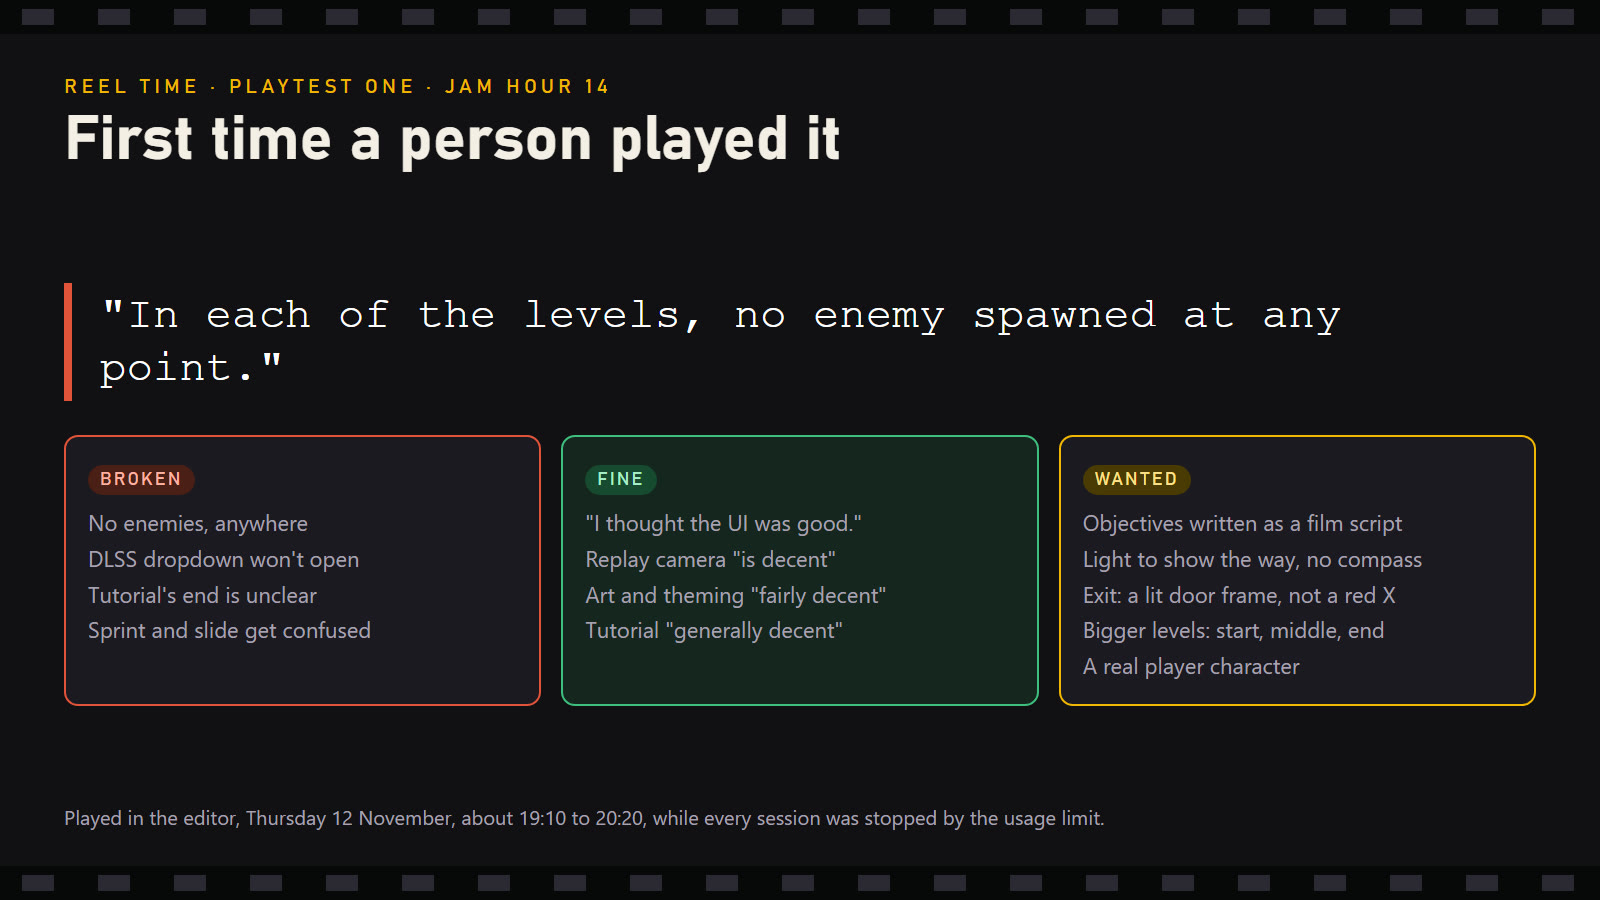 REEL TIME · PLAYTEST ONE · JAM HOUR 14
First time a person played it
"In each of the levels, no enemy spawned at any
point."
BROKEN
No enemies, anywhere
DLSS dropdown won't open
Tutorial's end is unclear
Sprint and slide get confused
FINE
"I thought the UI was good."
Replay camera "is decent"
Art and theming "fairly decent"
Tutorial "generally decent"
WANTED
Objectives written as a film script
Light to show the way, no compass
Exit: a lit door frame, not a red X
Bigger levels: start, middle, end
A real player character
Played in the editor, Thursday 12 November, about 19:10 to 20:20, while every session was stopped by the usage limit.